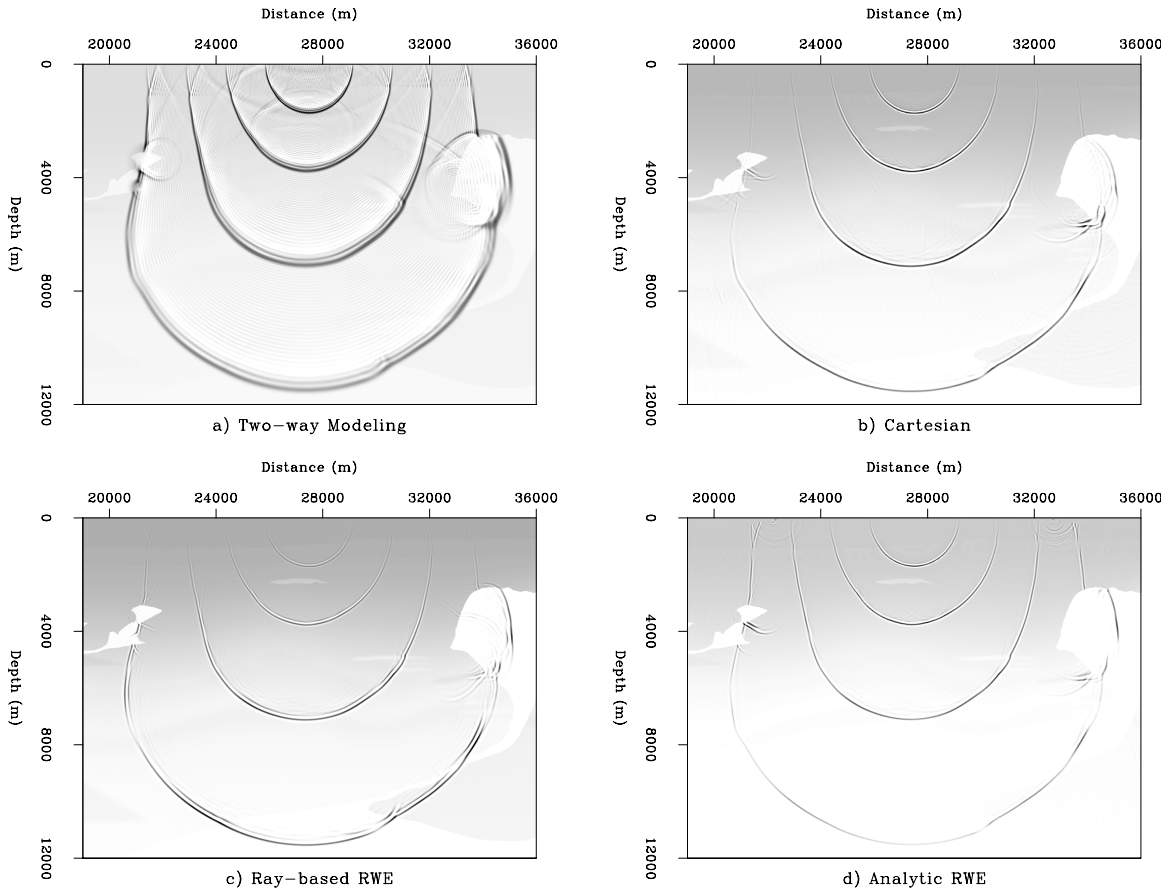 Distance (m)
20000 24000 28000 32000 36000
0
4000
8000
12000
Depth (m)
a) Two-way Modeling
Distance (m)
20000 24000 28000 32000 36000
0
4000
8000
12000
Depth (m)
b) Cartesian
Distance (m)
20000 24000 28000 32000 36000
0
4000
8000
12000
Depth (m)
c) Ray-based RWE
Distance (m)
20000 24000 28000 32000 36000
0
4000
8000
12000
Depth (m)
d) Analytic RWE